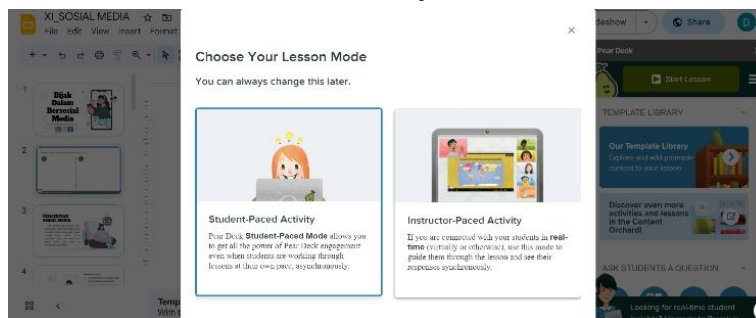 XI_SOSIAL MEDIA
File Edit View Insert Format
deshow
Share
D
Pear Deck
Start Lesson
TEMPLATE LIBRARY
Our Template Library
Explore and add premade
content to your lesson
Discover even more
activities and lessons
in the Content
Orchard!
ASK STUDENTS A QUESTION
Looking for real-time student
1
Bijak
Dalam
Bersosial
Media
2
3
4
Temp
With
Choose Your Lesson Mode
You can always change this later.
Student-Paced Activity
Pear Deck Student-Paced Mode allows you
to get all the power of Pear Deck engagement
even when students are working through
lessons at their own pace, asynchronously.
Instructor-Paced Activity
If you are connected with your students in real-
time (virtually or otherwise), use this mode to
guide them through the lesson and see their
responses synchronously.